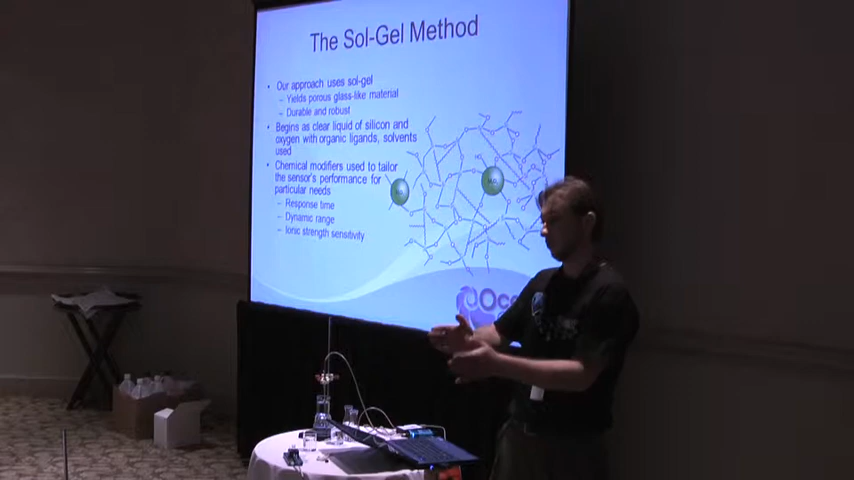 The Sol-Gel Method
• Our approach uses sol-gel
– Yields porous glass-like material
– Durable and robust
• Begins as clear liquid of silicon and
oxygen with organic ligands, solvents
used
• Chemical modifiers used to tailor
the sensor's performance for
particular needs
– Response time
– Dynamic range
– Ionic strength sensitivity
Oce